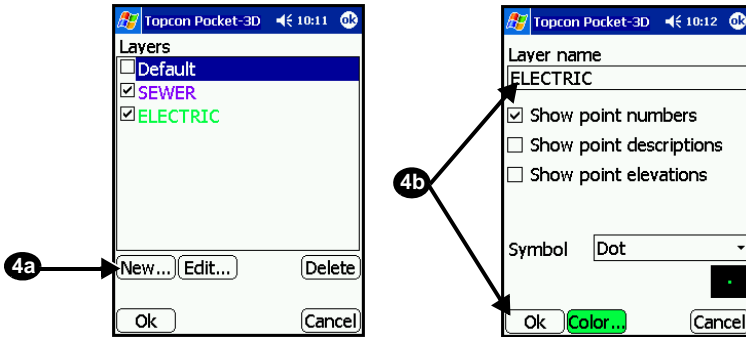 Topcon Pocket-3D 10:11 ok
Layers
Default
SEWER
ELECTRIC
4a
New... Edit... Delete
Ok Cancel
Topcon Pocket-3D 10:12 ok
Layer name
ELECTRIC
Show point numbers
Show point descriptions
Show point elevations
4b
Symbol Dot
Ok Color... Cancel